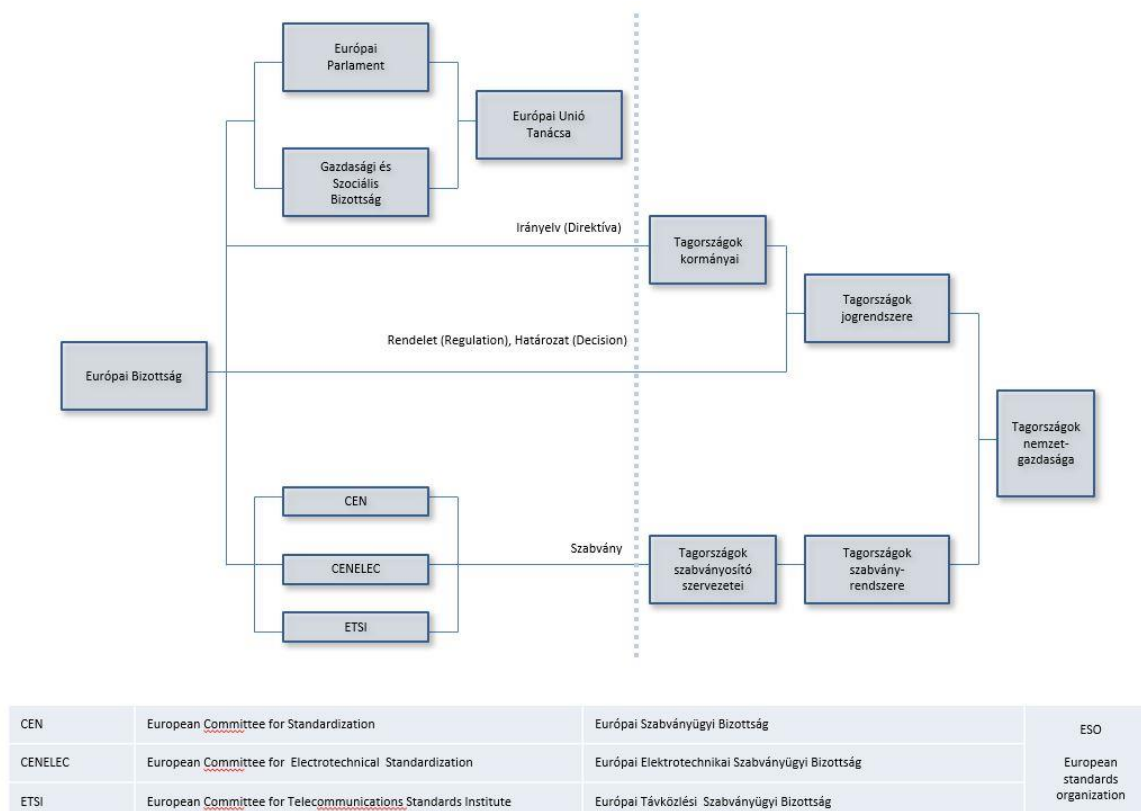 Európai
Parlament
Európai Unió
Tanácsa
Gazdasági és
Szociális
Bizottság
Irányelv (Direktíva)
Tagországok
kormányai
Tagországok
jogrendszere
Rendelet (Regulation), Határozat (Decision)
Európai Bizottság
Tagországok
nemzet-
gazdasága
CEN
Szabvány
CENELEC
Tagországok
szabványosító
szervezetei
Tagországok
szabvány-
rendszere
ETSI
CEN European Committee for Standardization Európai Szabványügyi Bizottság
CENELEC European Committee for Electrotechnical Standardization Európai Elektrotechnikai Szabványügyi Bizottság
ETSI European Committee for Telecommunications Standards Institute Európai Távközlési Szabványügyi Bizottság
ESO
European
standards
organization